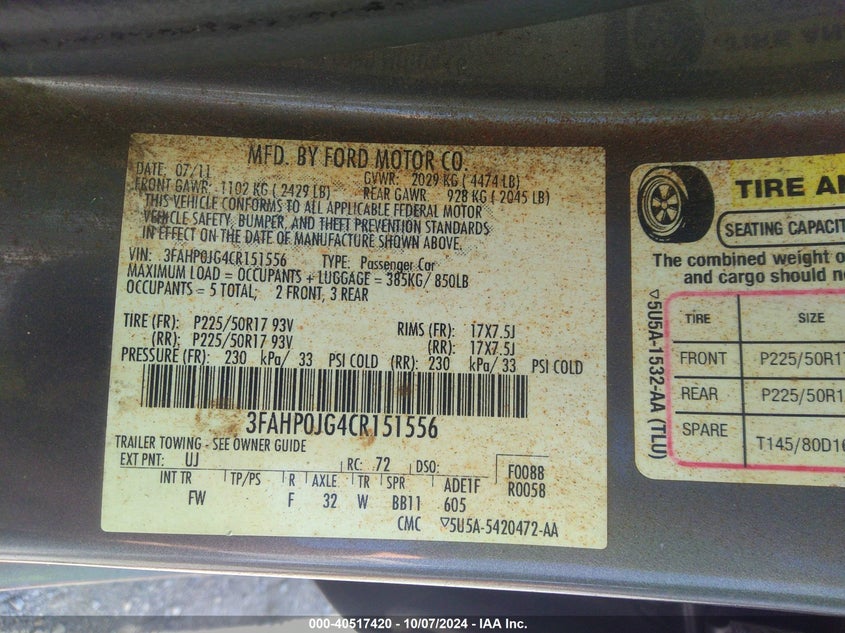 MFD. BY FORD MOTOR CO.
DATE: 07/11 GVWR: 2029 KG ( 4474 LB)
FRONT GAWR: 1102 KG ( 2429 LB) REAR GAWR: 928 KG ( 2045 LB)
THIS VEHICLE CONFORMS TO ALL APPLICABLE FEDERAL MOTOR
VEHICLE SAFETY, BUMPER, AND THEFT PREVENTION STANDARDS
IN EFFECT ON THE DATE OF MANUFACTURE SHOWN ABOVE.
VIN: 3FAHP0JG4CR151556 TYPE: Passenger Car
MAXIMUM LOAD = OCCUPANTS + LUGGAGE = 385KG/ 850LB
OCCUPANTS = 5 TOTAL; 2 FRONT, 3 REAR
TIRE (FR): P225/50R17 93V RIMS (FR): 17X7.5J
(RR): P225/50R17 93V (RR): 17X7.5J
PRESSURE (FR): 230 kPa/ 33 PSI COLD (RR): 230 kPa/ 33 PSI COLD
3FAHP0JG4CR151556
TRAILER TOWING - SEE OWNER GUIDE
EXT PNT: UJ RC: 72 DSO: F0088
INT TR TP/PS R AXLE TR SPR ADE1F R0058
FW F 32 W BB11 605
CMC ▽5U5A-5420472-AA
TIRE AN
SEATING CAPACIT
The combined weight o
and cargo should n
▽5U5A-1532-AA (TLU)
TIRE SIZE
FRONT P225/50R17
REAR P225/50R1
SPARE T145/80D16
000-40517420 - 10/07/2024 - IAA Inc.